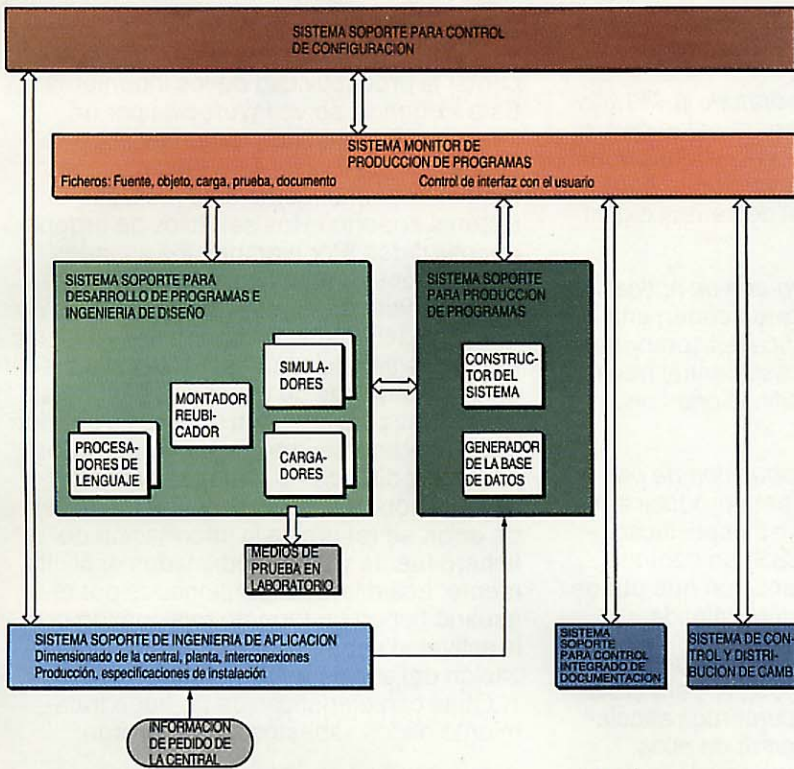 SISTEMA SOPORTE PARA CONTROL
DE CONFIGURACION
SISTEMA MONITOR DE
PRODUCCION DE PROGRAMAS
Ficheros: Fuente, objeto, carga, prueba, documento
Control de interfaz con el usuario
SISTEMA SOPORTE PARA
DESARROLLO DE PROGRAMAS E
INGENIERIA DE DISEÑO
SIMULA-
DORES
MONTADOR
REUBI-
CADOR
PROCESA-
DORES DE
LENGUAJE
CARGA-
DORES
SISTEMA SOPORTE
PARA PRODUCCION
DE PROGRAMAS
CONSTRUC-
TOR DEL
SISTEMA
GENERADOR
DE LA BASE
DE DATOS
MEDIOS DE
PRUEBA EN
LABORATORIO
SISTEMA SOPORTE DE INGENIERIA DE APLICACION
Dimensionado de la central, planta, interconexiones
Producción, especificaciones de instalación
SISTEMA
SOPORTE
PARA CONTROL
INTEGRADO DE
DOCUMENTACION
SISTEMA DE CON-
TROL Y DISTRI-
BUCION DE CAMB
INFORMACION
DE PEDIDO DE
LA CENTRAL